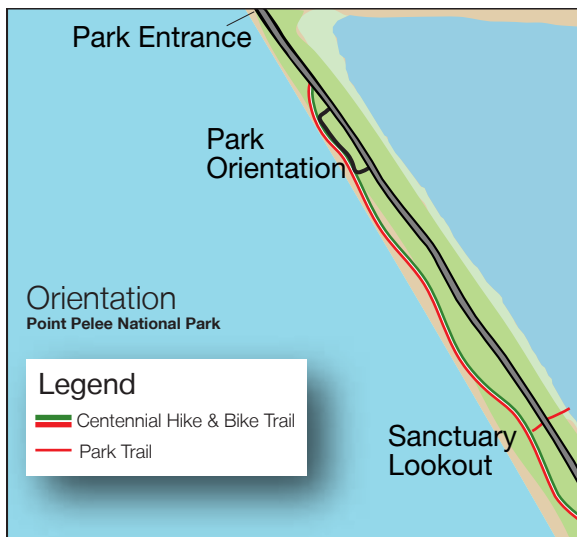 Park Entrance
Park
Orientation
Orientation
Point Pelee National Park
Legend
Centennial Hike & Bike Trail
Park Trail
Sanctuary
Lookout